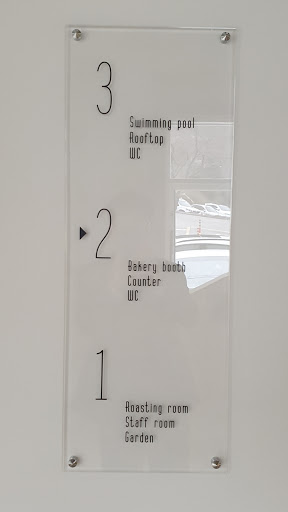 3
Swimming pool
Rooftop
WC
2
Bakery booth
Counter
WC
1
Roasting room
Staff room
Garden